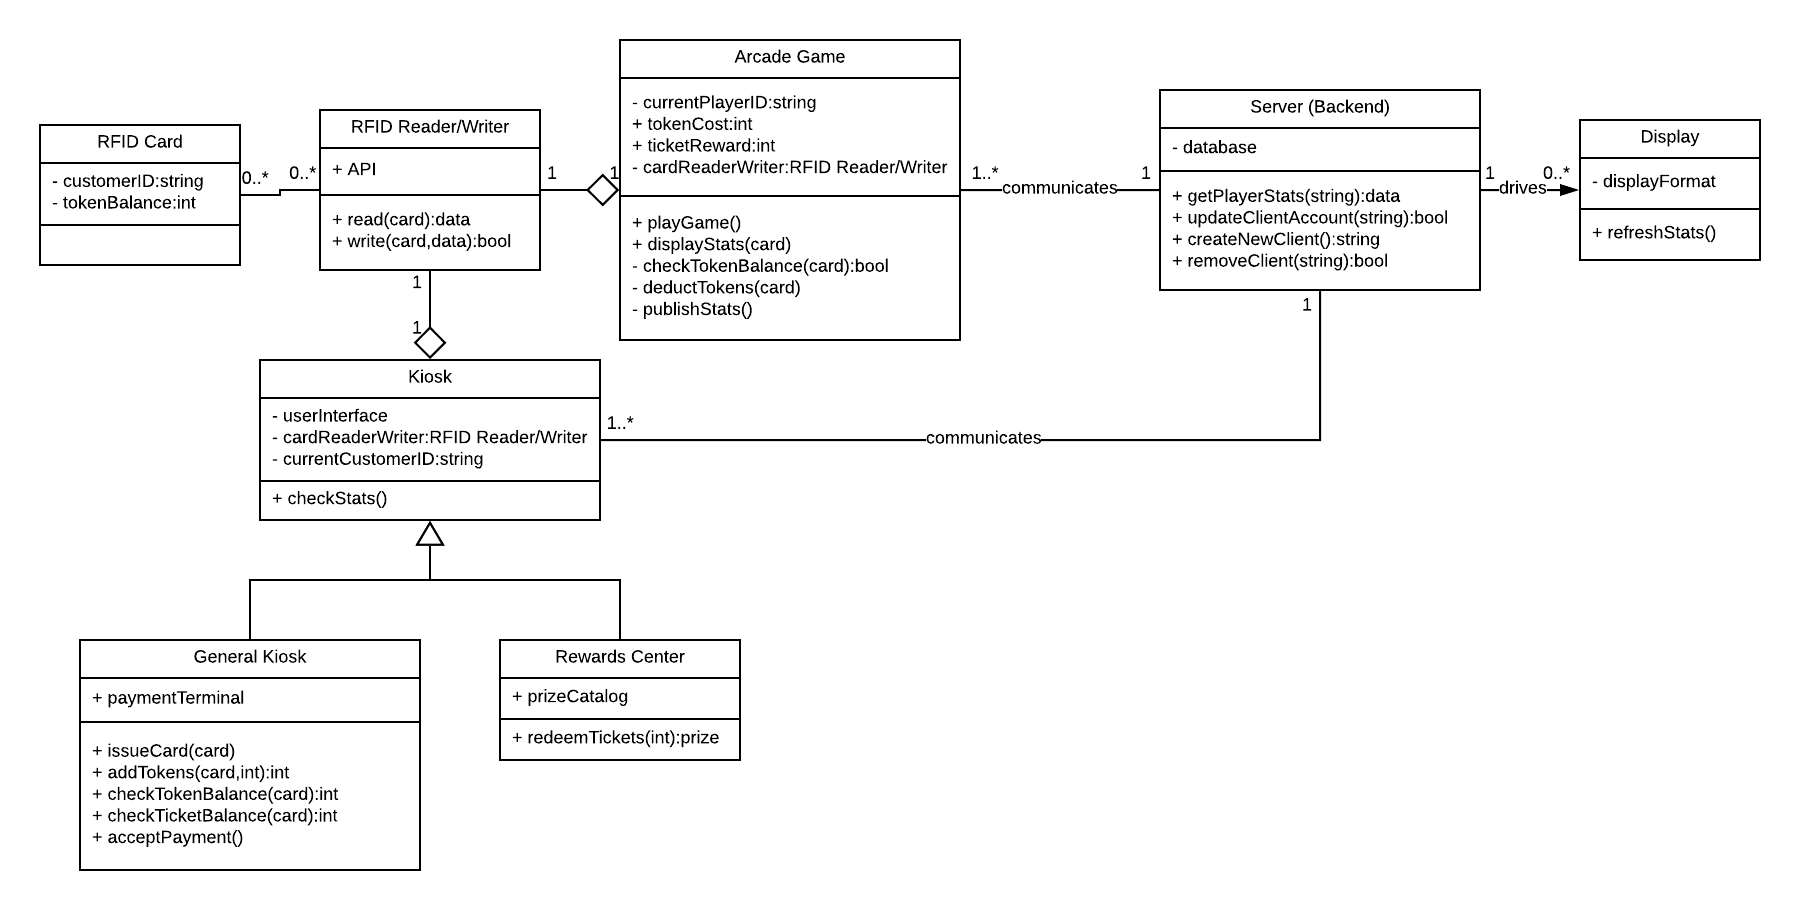 Arcade Game
- currentPlayerID:string
+ tokenCost:int
+ ticketReward:int
- cardReaderWriter:RFID Reader/Writer
+ playGame()
+ displayStats(card)
- checkTokenBalance(card):bool
- deductTokens(card)
- publishStats()
RFID Card
- customerID:string
- tokenBalance:int
0..*
0..*
RFID Reader/Writer
+ API
+ read(card):data
+ write(card,data):bool
1
1
1..*
communicates
1
Server (Backend)
- database
+ getPlayerStats(string):data
+ updateClientAccount(string):bool
+ createNewClient():string
+ removeClient(string):bool
1
drives
0..*
Display
- displayFormat
+ refreshStats()
1
1
1
Kiosk
- userInterface
- cardReaderWriter:RFID Reader/Writer
- currentCustomerID:string
+ checkStats()
1..*
communicates
General Kiosk
+ paymentTerminal
+ issueCard(card)
+ addTokens(card,int):int
+ checkTokenBalance(card):int
+ checkTicketBalance(card):int
+ acceptPayment()
Rewards Center
+ prizeCatalog
+ redeemTickets(int):prize